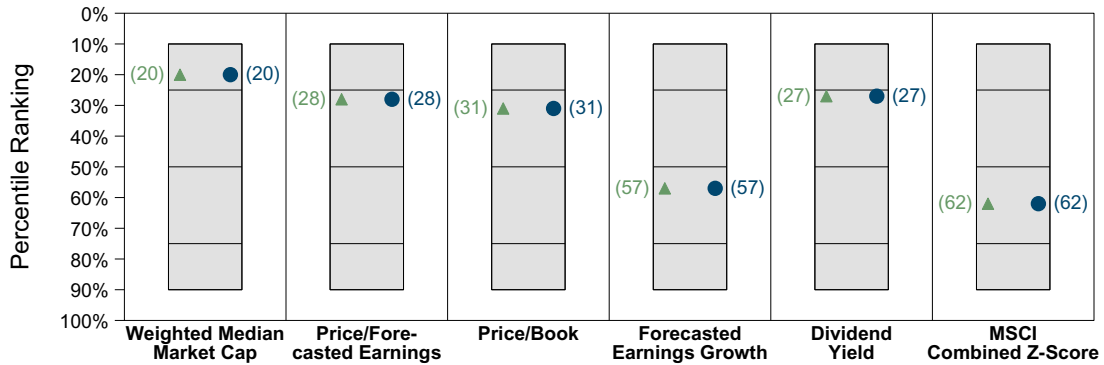 0%
10%
20%
30%
40%
50%
60%
70%
80%
90%
100%
Percentile Ranking
(20) (20)
(28) (28)
(31) (31)
(57) (57)
(27) (27)
(62) (62)
Weighted Median
Market Cap
Price/Fore-
casted Earnings
Price/Book
Forecasted
Earnings Growth
Dividend
Yield
MSCI
Combined Z-Score